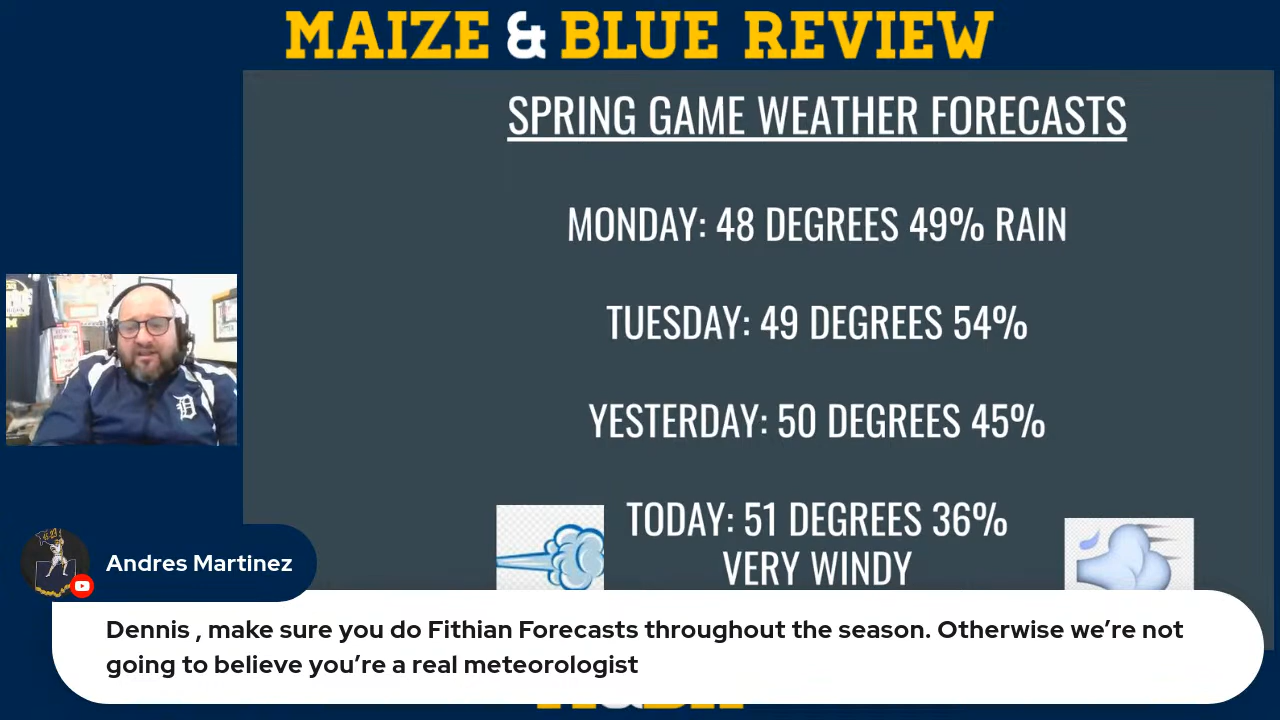 MAIZE & BLUE REVIEW
SPRING GAME WEATHER FORECASTS
MONDAY: 48 DEGREES 49% RAIN
TUESDAY: 49 DEGREES 54%
YESTERDAY: 50 DEGREES 45%
TODAY: 51 DEGREES 36%
VERY WINDY
Andres Martinez
Dennis , make sure you do Fithian Forecasts throughout the season. Otherwise we’re not
going to believe you’re a real meteorologist